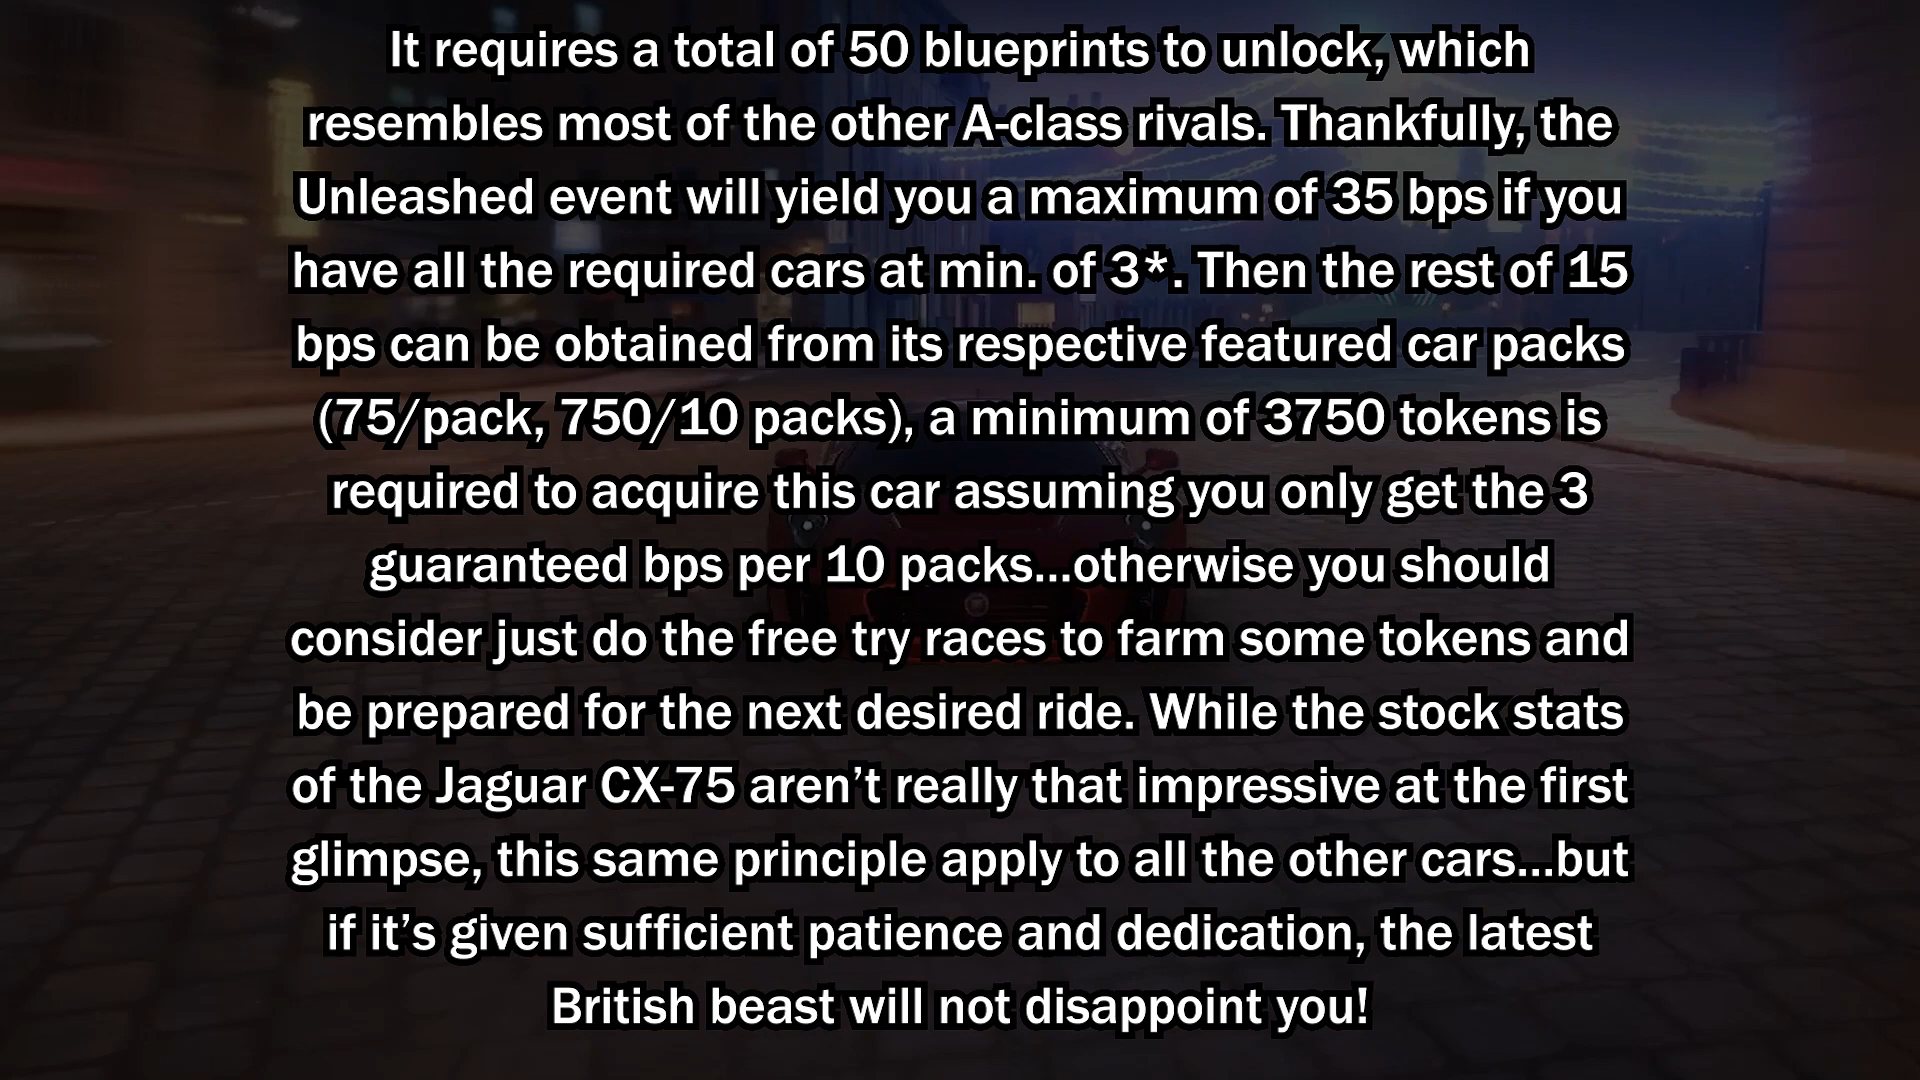 It requires a total of 50 blueprints to unlock, which
resembles most of the other A-class rivals. Thankfully, the
Unleashed event will yield you a maximum of 35 bps if you
have all the required cars at min. of 3*. Then the rest of 15
bps can be obtained from its respective featured car packs
(75/pack, 750/10 packs), a minimum of 3750 tokens is
required to acquire this car assuming you only get the 3
guaranteed bps per 10 packs...otherwise you should
consider just do the free try races to farm some tokens and
be prepared for the next desired ride. While the stock stats
of the Jaguar CX-75 aren’t really that impressive at the first
glimpse, this same principle apply to all the other cars...but
if it’s given sufficient patience and dedication, the latest
British beast will not disappoint you!